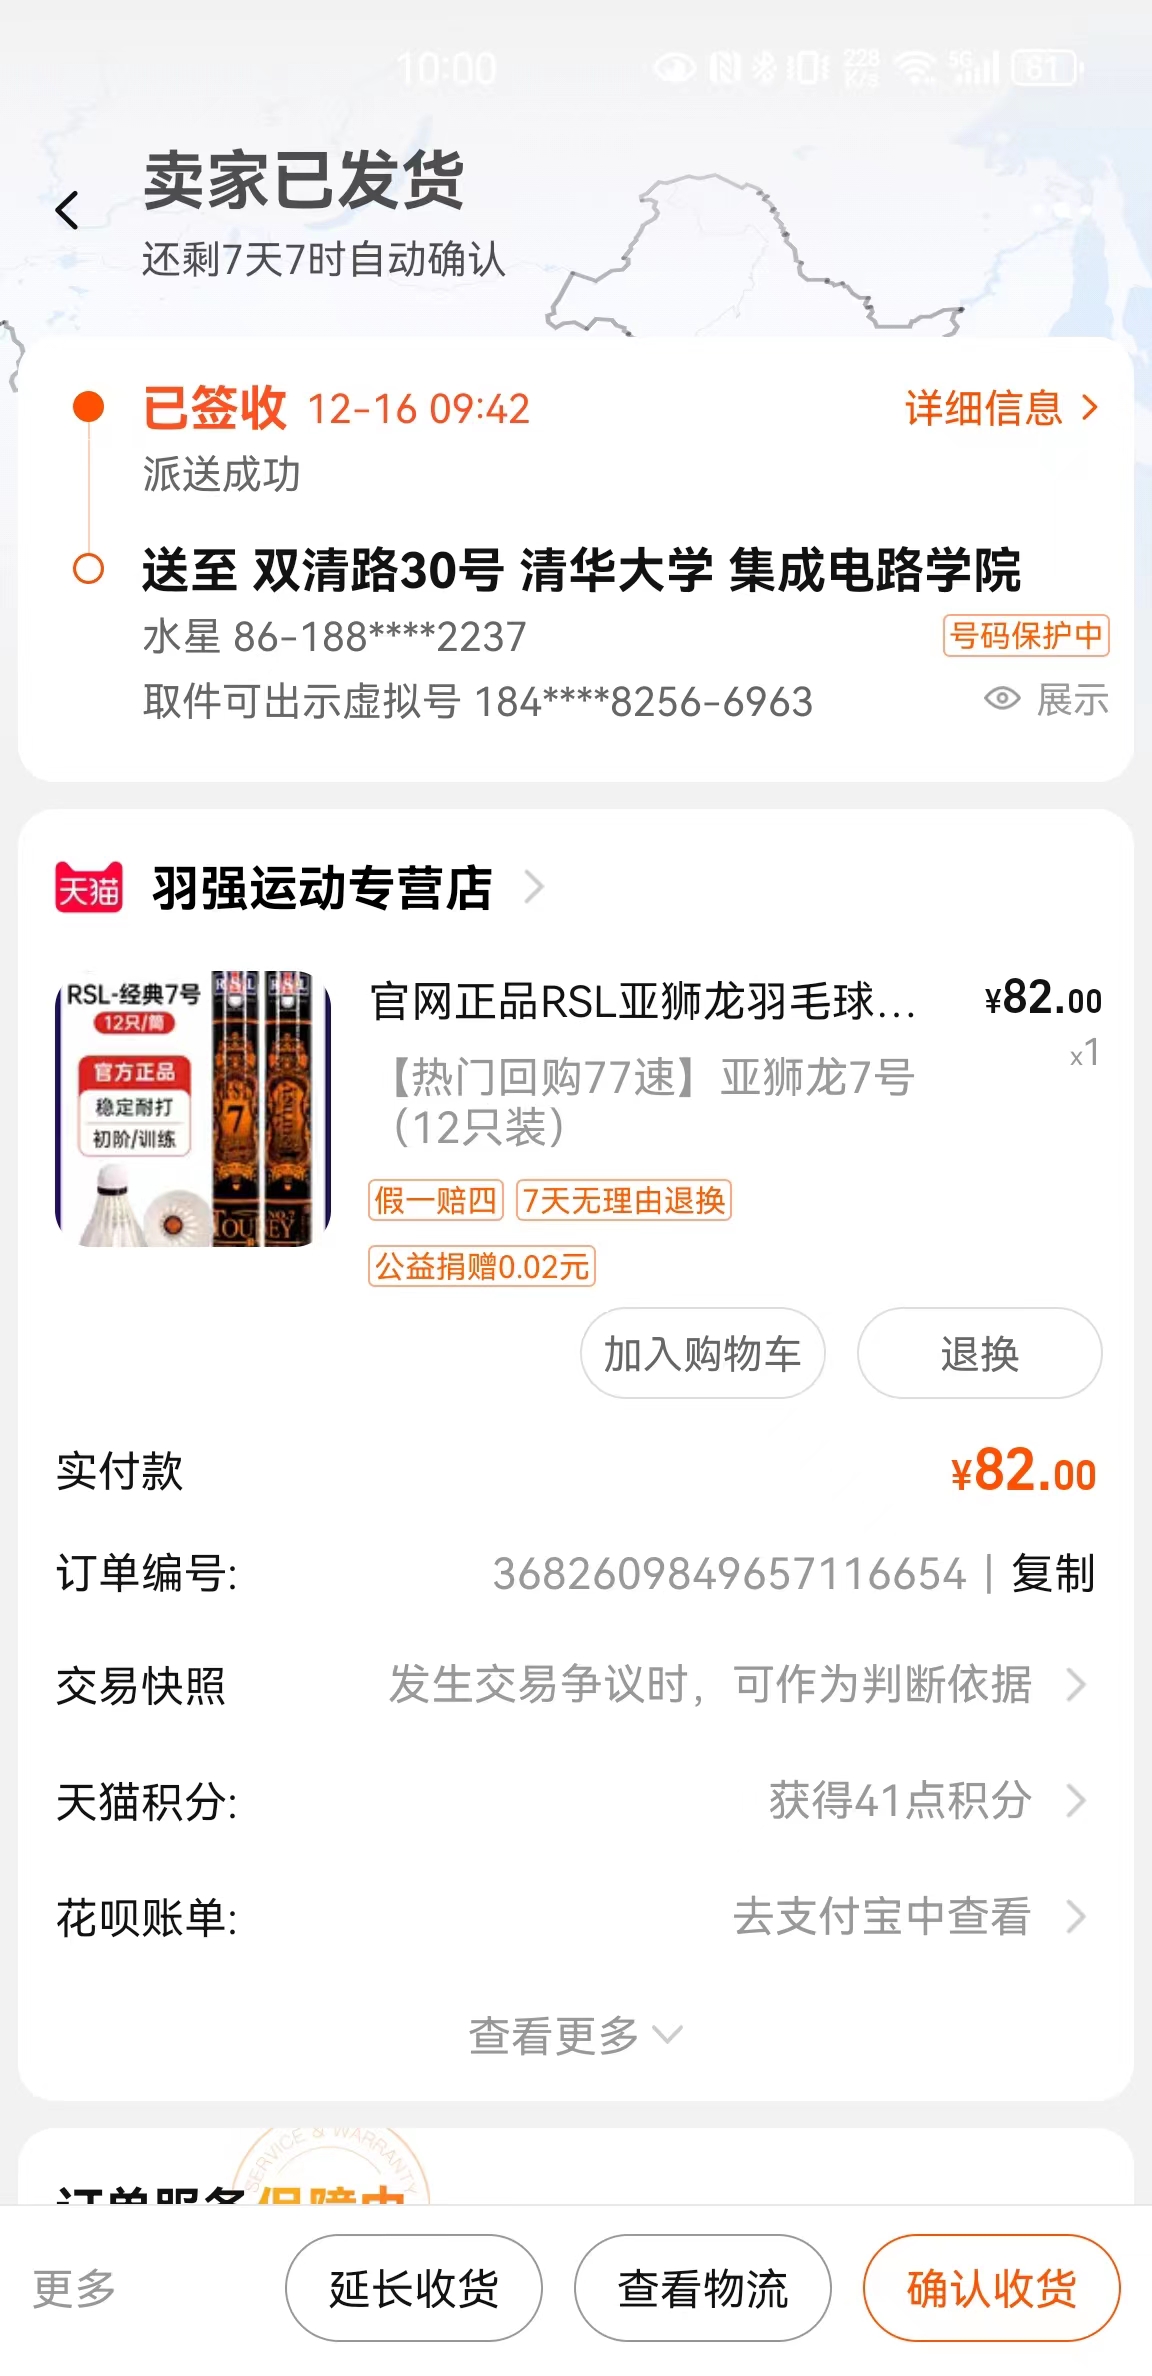 10:00
228
K/s
5G
61
卖家已发货
还剩7天7时自动确认
已签收 12-16 09:42
详细信息
派送成功
送至 双清路30号 清华大学 集成电路学院
水星 86-188****2237
号码保护中
取件可出示虚拟号 184****8256-6963
展示
天猫 羽强运动专营店
RSL-经典7号
12只/筒
官方正品
稳定耐打
初阶/训练
RSL
RSL
7
NO.7
官网正品RSL亚狮龙羽毛球...
¥82.00
x1
【热门回购77速】亚狮龙7号
（12只装）
假一赔四 7天无理由退换
公益捐赠0.02元
加入购物车 退换
实付款 ¥82.00
订单编号: 3682609849657116654 | 复制
交易快照 发生交易争议时，可作为判断依据
天猫积分: 获得41点积分
花呗账单: 去支付宝中查看
查看更多
SERVICE & WARRANTY
订单服务保障中
更多 延长收货 查看物流 确认收货